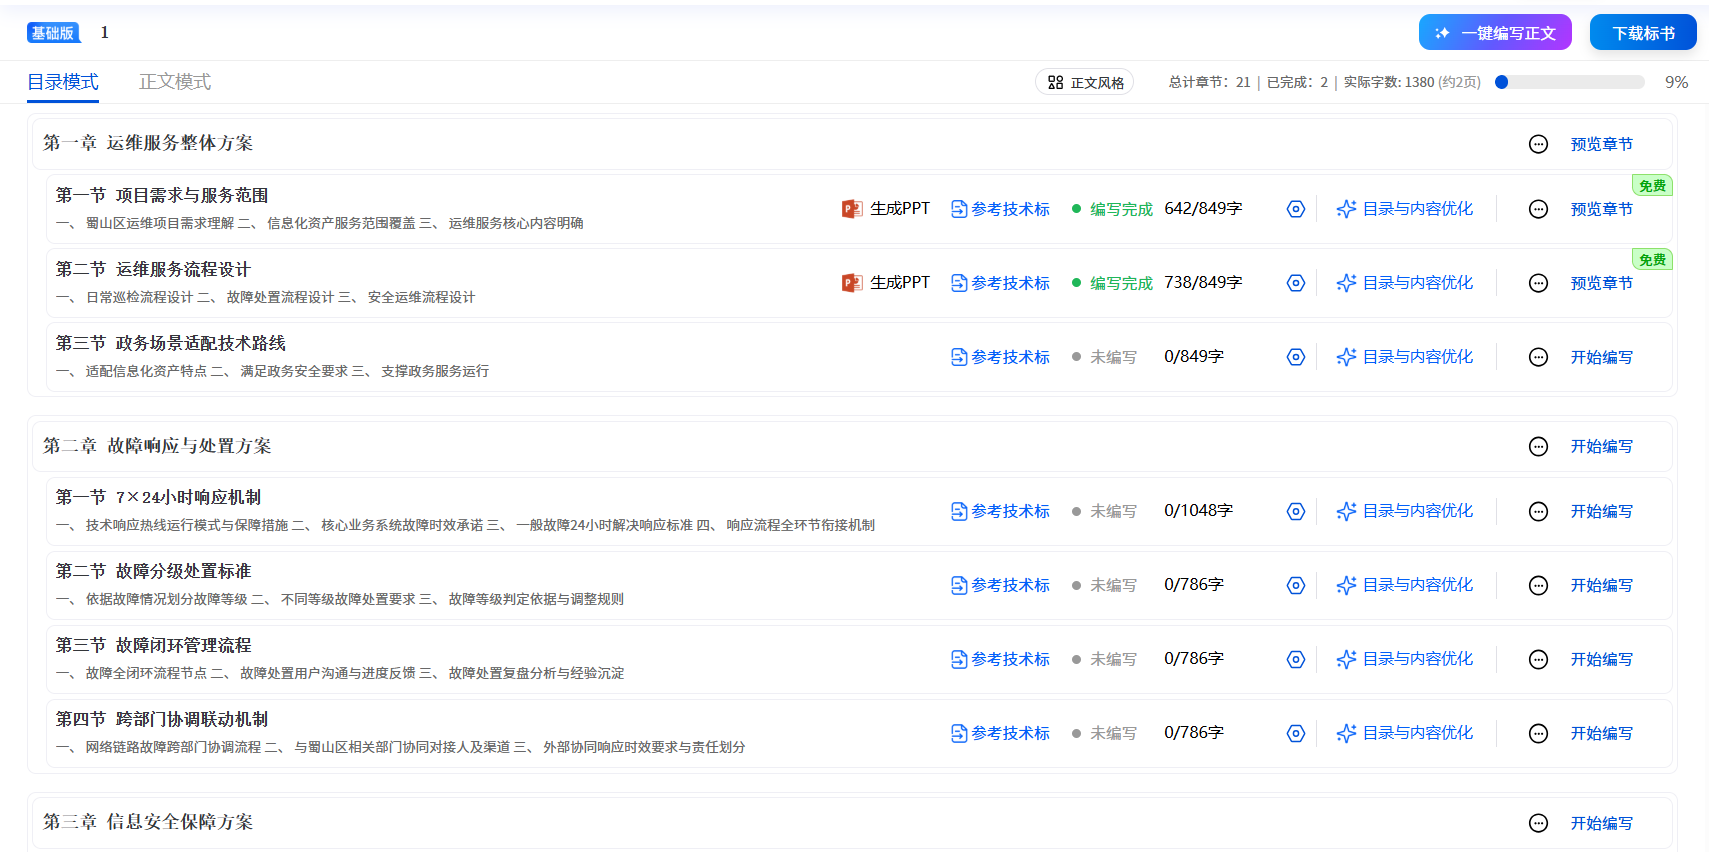 基础版 1 一键编写正文 下载标书
目录模式 正文模式 正文风格 总计章节：21 | 已完成：2 | 实际字数: 1380 (约2页) 9%
第一章 运维服务整体方案 预览章节
免费
第一节 项目需求与服务范围 生成PPT 参考技术标 编写完成 642/849字 目录与内容优化 预览章节
一、 蜀山区运维项目需求理解 二、 信息化资产服务范围覆盖 三、 运维服务核心内容明确
免费
第二节 运维服务流程设计 生成PPT 参考技术标 编写完成 738/849字 目录与内容优化 预览章节
一、 日常巡检流程设计 二、 故障处置流程设计 三、 安全运维流程设计
第三节 政务场景适配技术路线 参考技术标 未编写 0/849字 目录与内容优化 开始编写
一、 适配信息化资产特点 二、 满足政务安全要求 三、 支撑政务服务运行
第二章 故障响应与处置方案 开始编写
第一节 7×24小时响应机制 参考技术标 未编写 0/1048字 目录与内容优化 开始编写
一、 技术响应热线运行模式与保障措施 二、 核心业务系统故障时效承诺 三、 一般故障24小时解决响应标准 四、 响应流程全环节衔接机制
第二节 故障分级处置标准 参考技术标 未编写 0/786字 目录与内容优化 开始编写
一、 依据故障情况划分故障等级 二、 不同等级故障处置要求 三、 故障等级判定依据与调整规则
第三节 故障闭环管理流程 参考技术标 未编写 0/786字 目录与内容优化 开始编写
一、 故障全闭环流程节点 二、 故障处置用户沟通与进度反馈 三、 故障处置复盘分析与经验沉淀
第四节 跨部门协调联动机制 参考技术标 未编写 0/786字 目录与内容优化 开始编写
一、 网络链路故障跨部门协调流程 二、 与蜀山区相关部门协同对接人及渠道 三、 外部协同响应时效要求与责任划分
第三章 信息安全保障方案 开始编写